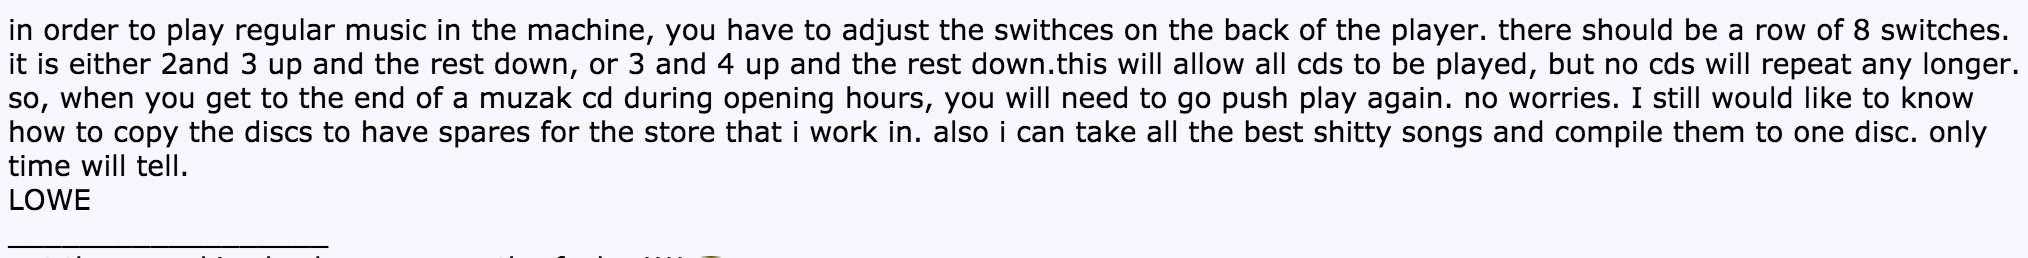 in order to play regular music in the machine, you have to adjust the swithces on the back of the player. there should be a row of 8 switches.
it is either 2and 3 up and the rest down, or 3 and 4 up and the rest down.this will allow all cds to be played, but no cds will repeat any longer.
so, when you get to the end of a muzak cd during opening hours, you will need to go push play again. no worries. I still would like to know
how to copy the discs to have spares for the store that i work in. also i can take all the best shitty songs and compile them to one disc. only
time will tell.
LOWE